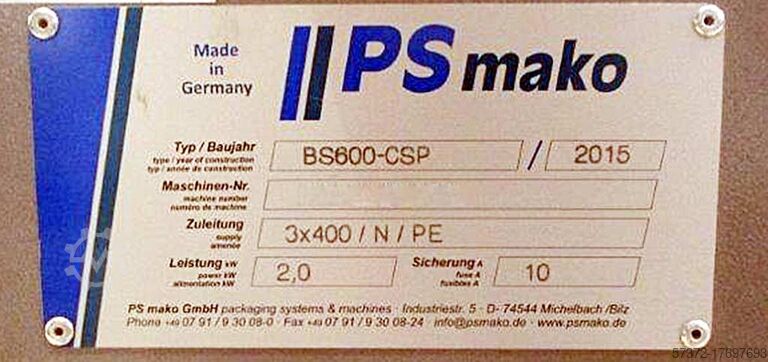 Made
in
Germany
PS mako
Typ / Baujahr
type / year of construction
typ / année de construction
BS600-CSP / 2015
Maschinen-Nr.
machine number
numéro de machine
Zuleitung
supply
amenée
3x400 / N / PE
Leistung kW
power kW
alimentation kW
2,0
Sicherung A
fuse A
fusibles A
10
PS mako GmbH packaging systems & machines · Industriestr. 5 · D- 74544 Michelbach /Bilz
Phone +49 07 91 / 9 30 08-0 · Fax +49 07 91 / 9 30 08-24 · info@psmako.de · www.psmako.de
57372-17897693